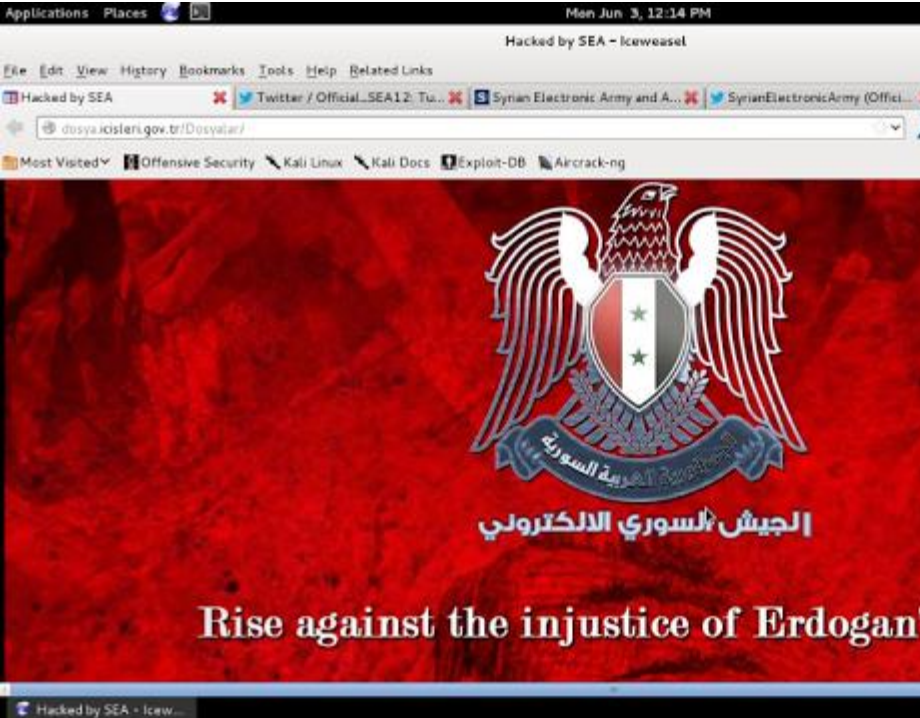 Applications Places Mon Jun 3, 12:14 PM
Hacked by SEA - Iceweasel
File Edit View History Bookmarks Tools Help Related Links
Hacked by SEA Twitter / Official_SEA12: Tu... Syrian Electronic Army and A... SyrianElectronicArmy (Offici...
dosya.icisleri.gov.tr/Dosyalar/
Most Visited Offensive Security Kali Linux Kali Docs Exploit-DB Aircrack-ng
الجمهورية العربية السورية
الجيش السوري الالكتروني
Rise against the injustice of Erdogan
Hacked by SEA - Icew...